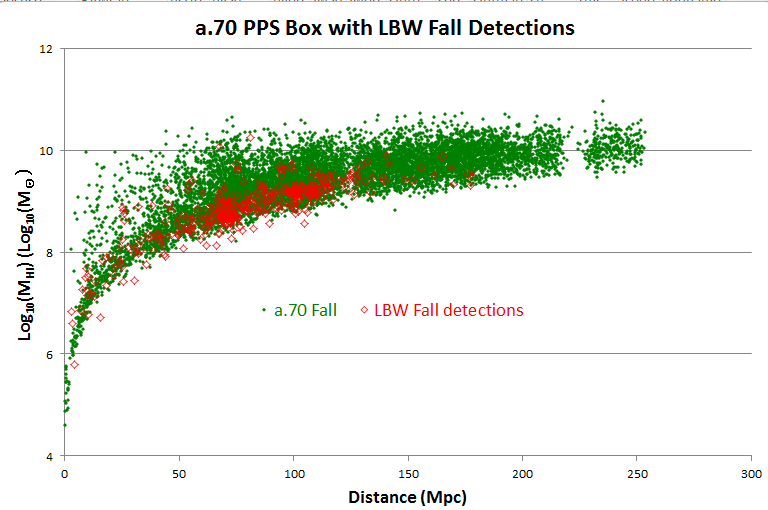 a.70 PPS Box with LBW Fall Detections
12
10
8
6
4
Log10(MHI) (Log10(M⊙)
a.70 Fall
LBW Fall detections
0
50
100
150
200
250
300
Distance (Mpc)